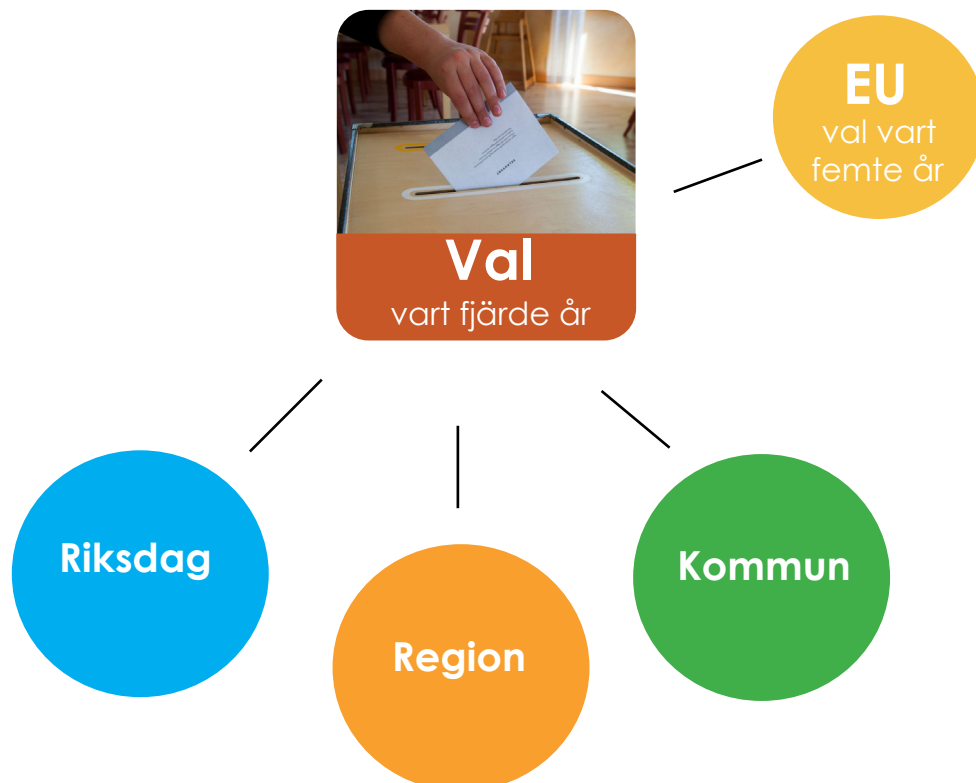 EU
val vart
femte år
Val
vart fjärde år
Riksdag
Kommun
Region